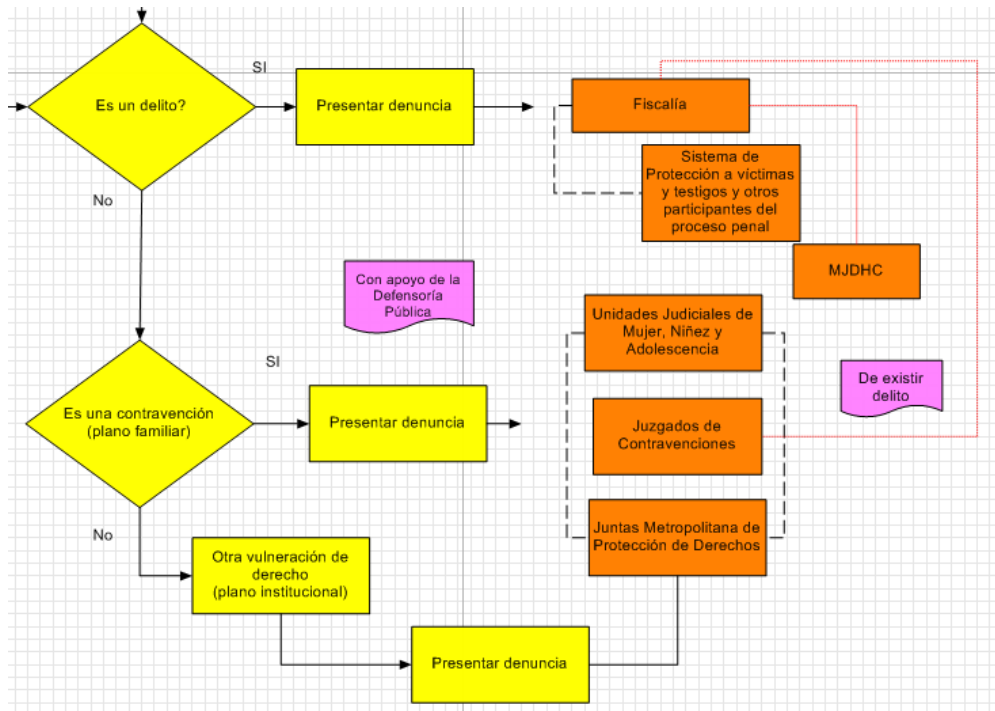 SI
Es un delito?
Presentar denuncia
Fiscalía
Sistema de
Protección a víctimas
y testigos y otros
participantes del
proceso penal
No
MJDHC
Con apoyo de la
Defensoría
Pública
Unidades Judiciales de
Mujer, Niñez y
Adolescencia
SI
De existir
delito
Es una contravención
(plano familiar)
Presentar denuncia
Juzgados de
Contravenciones
No
Juntas Metropolitana de
Protección de Derechos
Otra vulneración de
derecho
(plano institucional)
Presentar denuncia